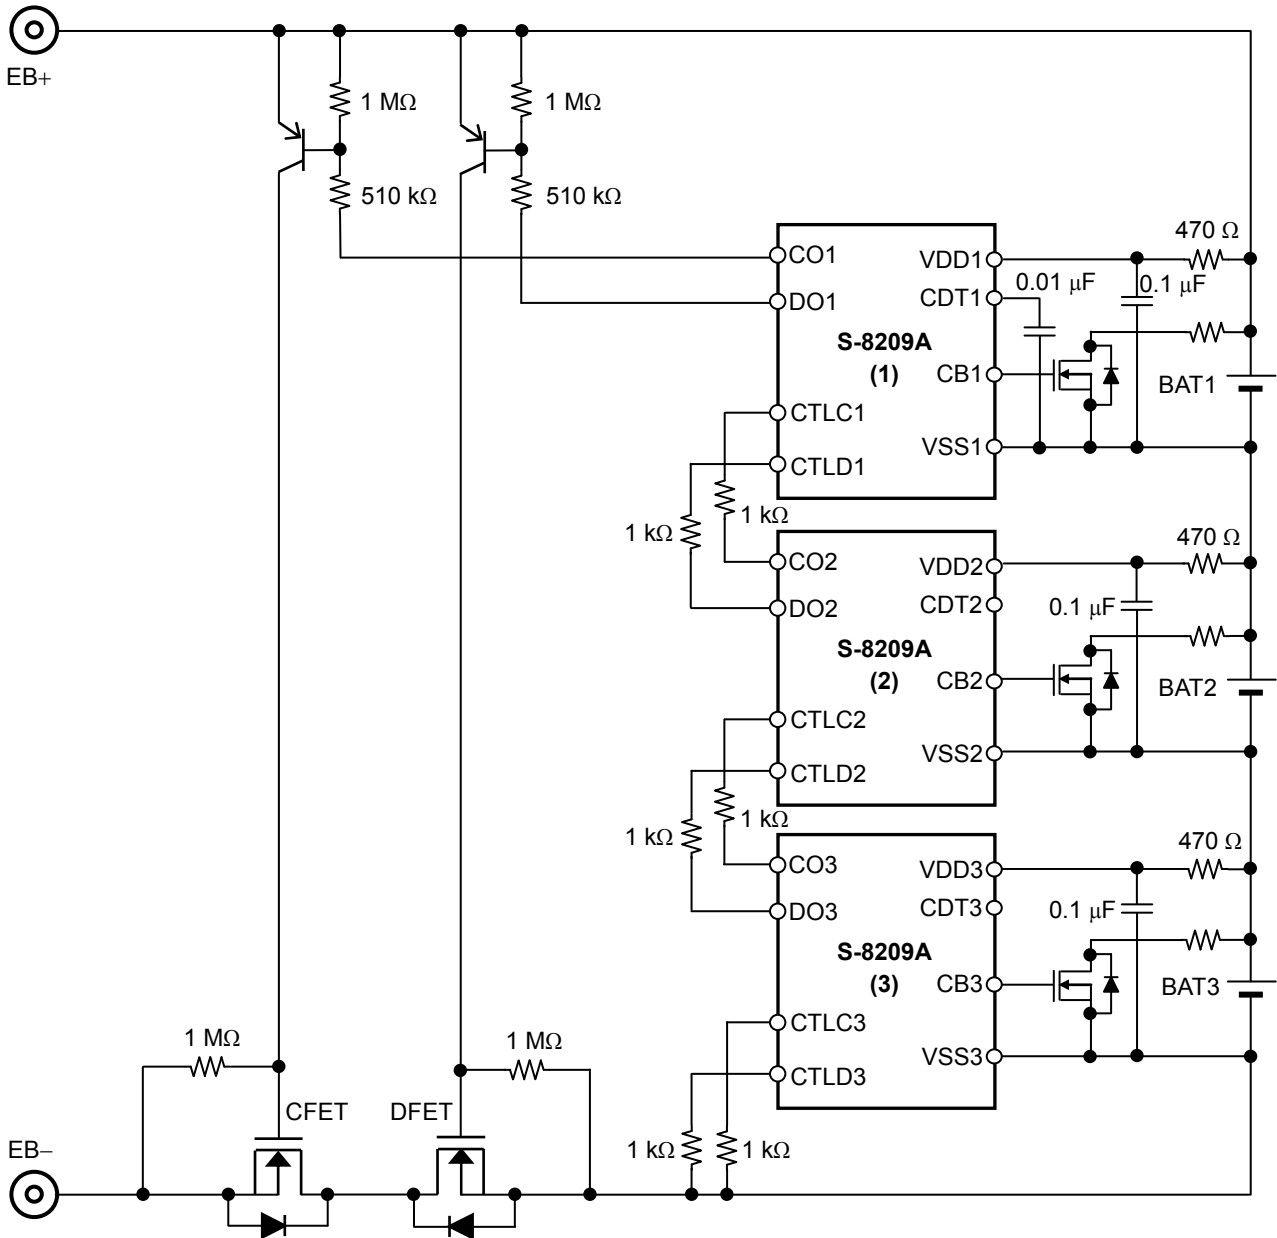 EB+
1 MΩ
1 MΩ
510 kΩ
510 kΩ
470 Ω
CO1
VDD1
0.01 μF
0.1 μF
CDT1
DO1
S-8209A
(1)
CB1
BAT1
CTLC1
VSS1
CTLD1
1 kΩ
1 kΩ
470 Ω
CO2
VDD2
CDT2
0.1 μF
DO2
S-8209A
(2)
CB2
BAT2
CTLC2
VSS2
CTLD2
1 kΩ
1 kΩ
470 Ω
CO3
VDD3
CDT3
0.1 μF
DO3
S-8209A
(3)
CB3
BAT3
CTLC3
VSS3
CTLD3
1 MΩ
1 MΩ
CFET
DFET
1 kΩ
1 kΩ
EB−